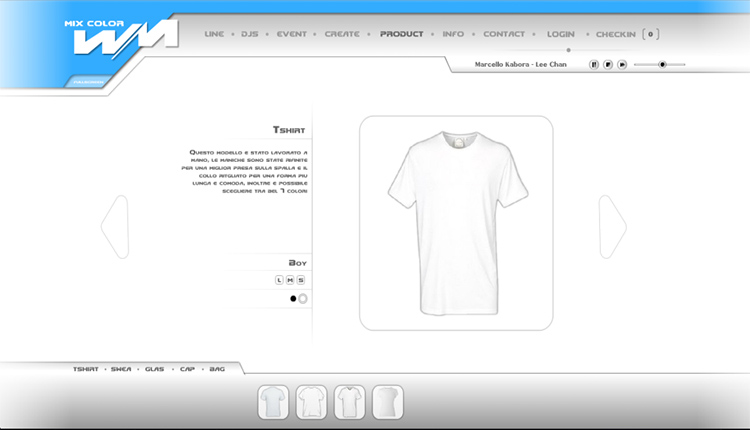 MIX COLOR
WM
LINE • DJS • EVENT • CREATE • PRODUCT • INFO • CONTACT • LOGIN • CHECKIN [ 0 ]
Marcello Kabora - Lee Chan
Tshirt
Questo modello e stato lavorato a
mano, le maniche sono state rifinite
per una miglior presa sulla spalla e il
collo ritgliato per una forma piu
lunga e comoda, inoltre e possibile
scegliere tra bel 7 colori
Boy
L M S
TSHIRT • SWEA • GLAS • CAP • BAG